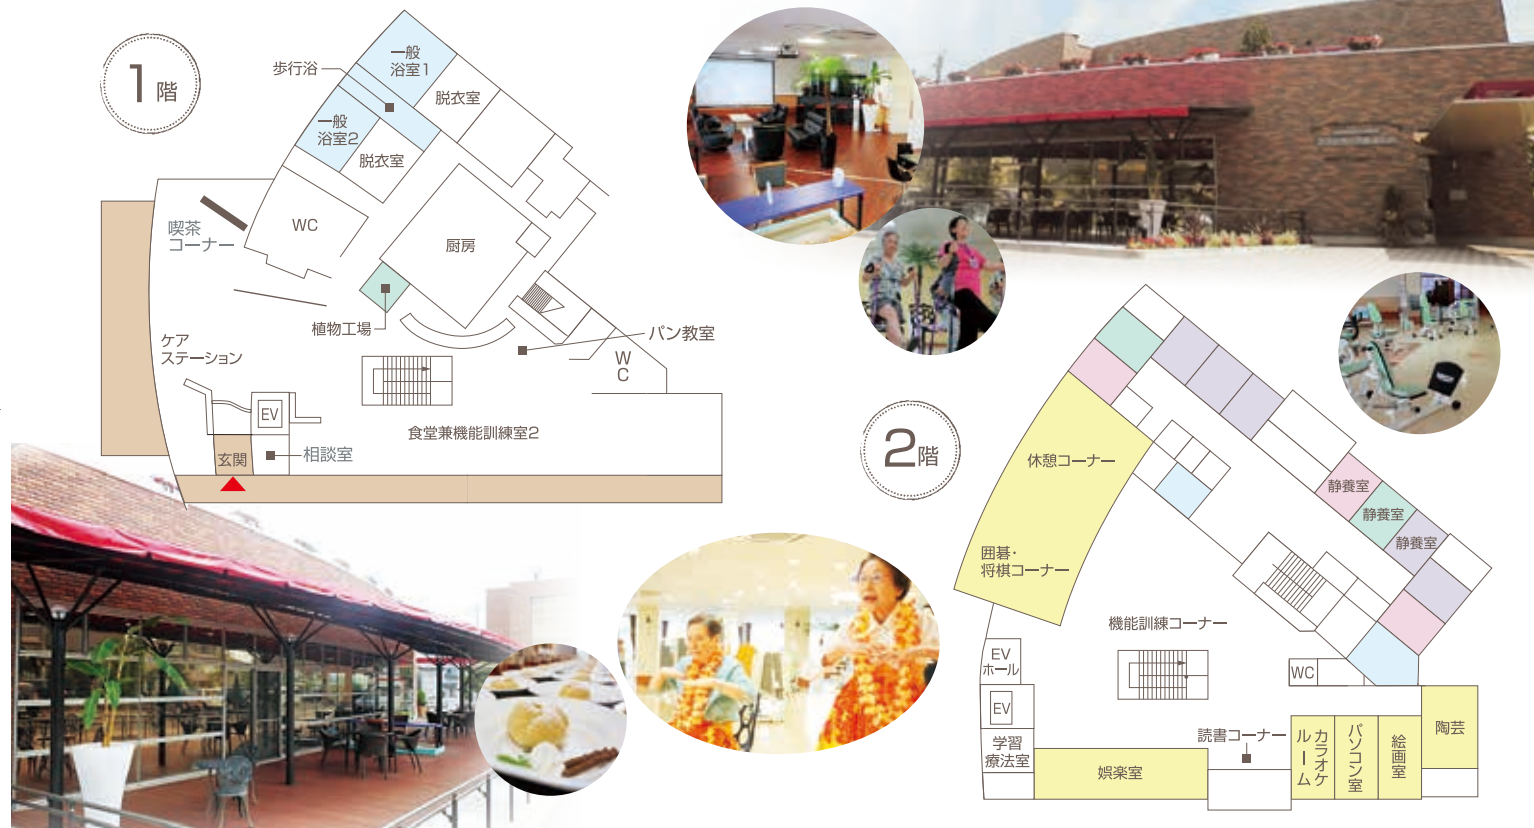 1階
歩行浴
一般
浴室1
脱衣室
一般
浴室2
脱衣室
喫茶
コーナー
WC
厨房
植物工場
パン教室
ケア
ステーション
W
C
EV
食堂兼機能訓練室2
玄関
相談室
2階
休憩コーナー
静養室
静養室
静養室
囲碁・
将棋コーナー
機能訓練コーナー
EV
ホール
WC
EV
学習
療法室
娯楽室
読書コーナー
カラオケ
ルーム
パソコン室
絵画室
陶芸